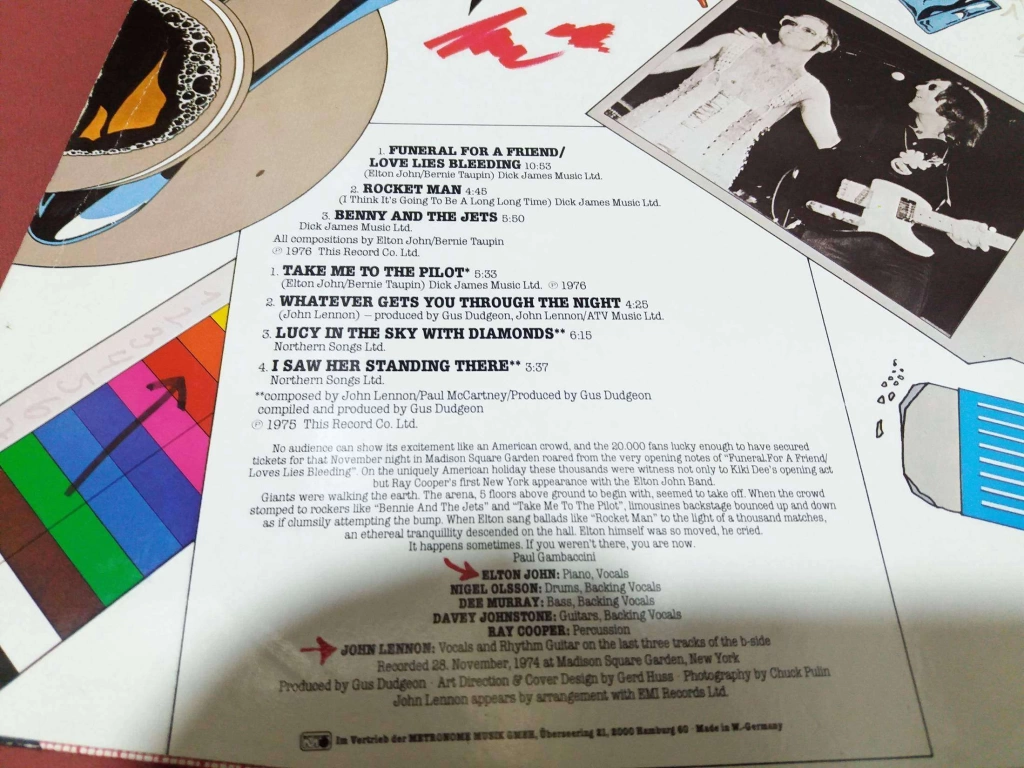 1. FUNERAL FOR A FRIEND/
LOVE LIES BLEEDING 10:53
(Elton John/Bernie Taupin) Dick James Music Ltd.
2. ROCKET MAN 4:45
(I Think It's Going To Be A Long Long Time) Dick James Music Ltd.
3. BENNY AND THE JETS 5:50
Dick James Music Ltd.
All compositions by Elton John/Bernie Taupin
℗ 1976 This Record Co. Ltd.
1. TAKE ME TO THE PILOT* 5:33
(Elton John/Bernie Taupin) Dick James Music Ltd. ℗ 1976
2. WHATEVER GETS YOU THROUGH THE NIGHT 4:25
(John Lennon) – produced by Gus Dudgeon, John Lennon/ATV Music Ltd.
3. LUCY IN THE SKY WITH DIAMONDS** 6:15
Northern Songs Ltd.
4. I SAW HER STANDING THERE** 3:37
Northern Songs Ltd.
**composed by John Lennon/Paul McCartney/Produced by Gus Dudgeon
compiled and produced by Gus Dudgeon
℗ 1975 This Record Co. Ltd.
No audience can show its excitement like an American crowd, and the 20.000 fans lucky enough to have secured
tickets for that November night in Madison Square Garden roared from the very opening notes of "Funeral For A Friend/
Loves Lies Bleeding". On the uniquely American holiday these thousands were witness not only to Kiki Dee's opening act
but Ray Cooper's first New York appearance with the Elton John Band.
Giants were walking the earth. The arena, 5 floors above ground to begin with, seemed to take off. When the crowd
stomped to rockers like "Bennie And The Jets" and "Take Me To The Pilot", limousines backstage bounced up and down
as if clumsily attempting the bump. When Elton sang ballads like "Rocket Man" to the light of a thousand matches,
an ethereal tranquillity descended on the hall. Elton himself was so moved, he cried.
It happens sometimes. If you weren't there, you are now.
Paul Gambaccini
ELTON JOHN: Piano, Vocals
NIGEL OLSSON: Drums, Backing Vocals
DEE MURRAY: Bass, Backing Vocals
DAVEY JOHNSTONE: Guitars, Backing Vocals
RAY COOPER: Percussion
JOHN LENNON: Vocals and Rhythm Guitar on the last three tracks of the b-side
Recorded 28. November, 1974 at Madison Square Garden, New York
Produced by Gus Dudgeon · Art Direction & Cover Design by Gerd Huss · Photography by Chuck Pulin
John Lennon appears by arrangement with EMI Records Ltd.
Im Vertrieb der METRONOME MUSIK GMBH, Überseering 21, 2000 Hamburg 60 · Made in W.-Germany